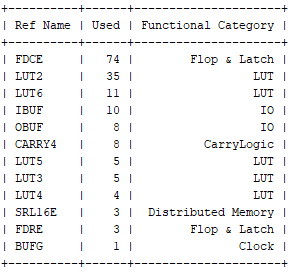 +----------+------+---------------------+
| Ref Name | Used | Functional Category |
+----------+------+---------------------+
| FDCE     |   74 |        Flop & Latch |
| LUT2     |   35 |                 LUT |
| LUT6     |   11 |                 LUT |
| IBUF     |   10 |                  IO |
| OBUF     |    8 |                  IO |
| CARRY4   |    8 |          CarryLogic |
| LUT5     |    5 |                 LUT |
| LUT3     |    5 |                 LUT |
| LUT4     |    4 |                 LUT |
| SRL16E   |    3 |  Distributed Memory |
| FDRE     |    3 |        Flop & Latch |
| BUFG     |    1 |               Clock |
+----------+------+---------------------+